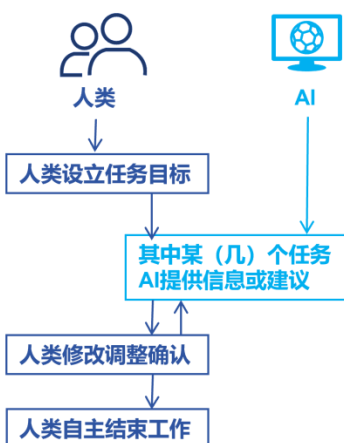 人类
AI
人类设立任务目标
其中某（几）个任务
AI提供信息或建议
人类修改调整确认
人类自主结束工作